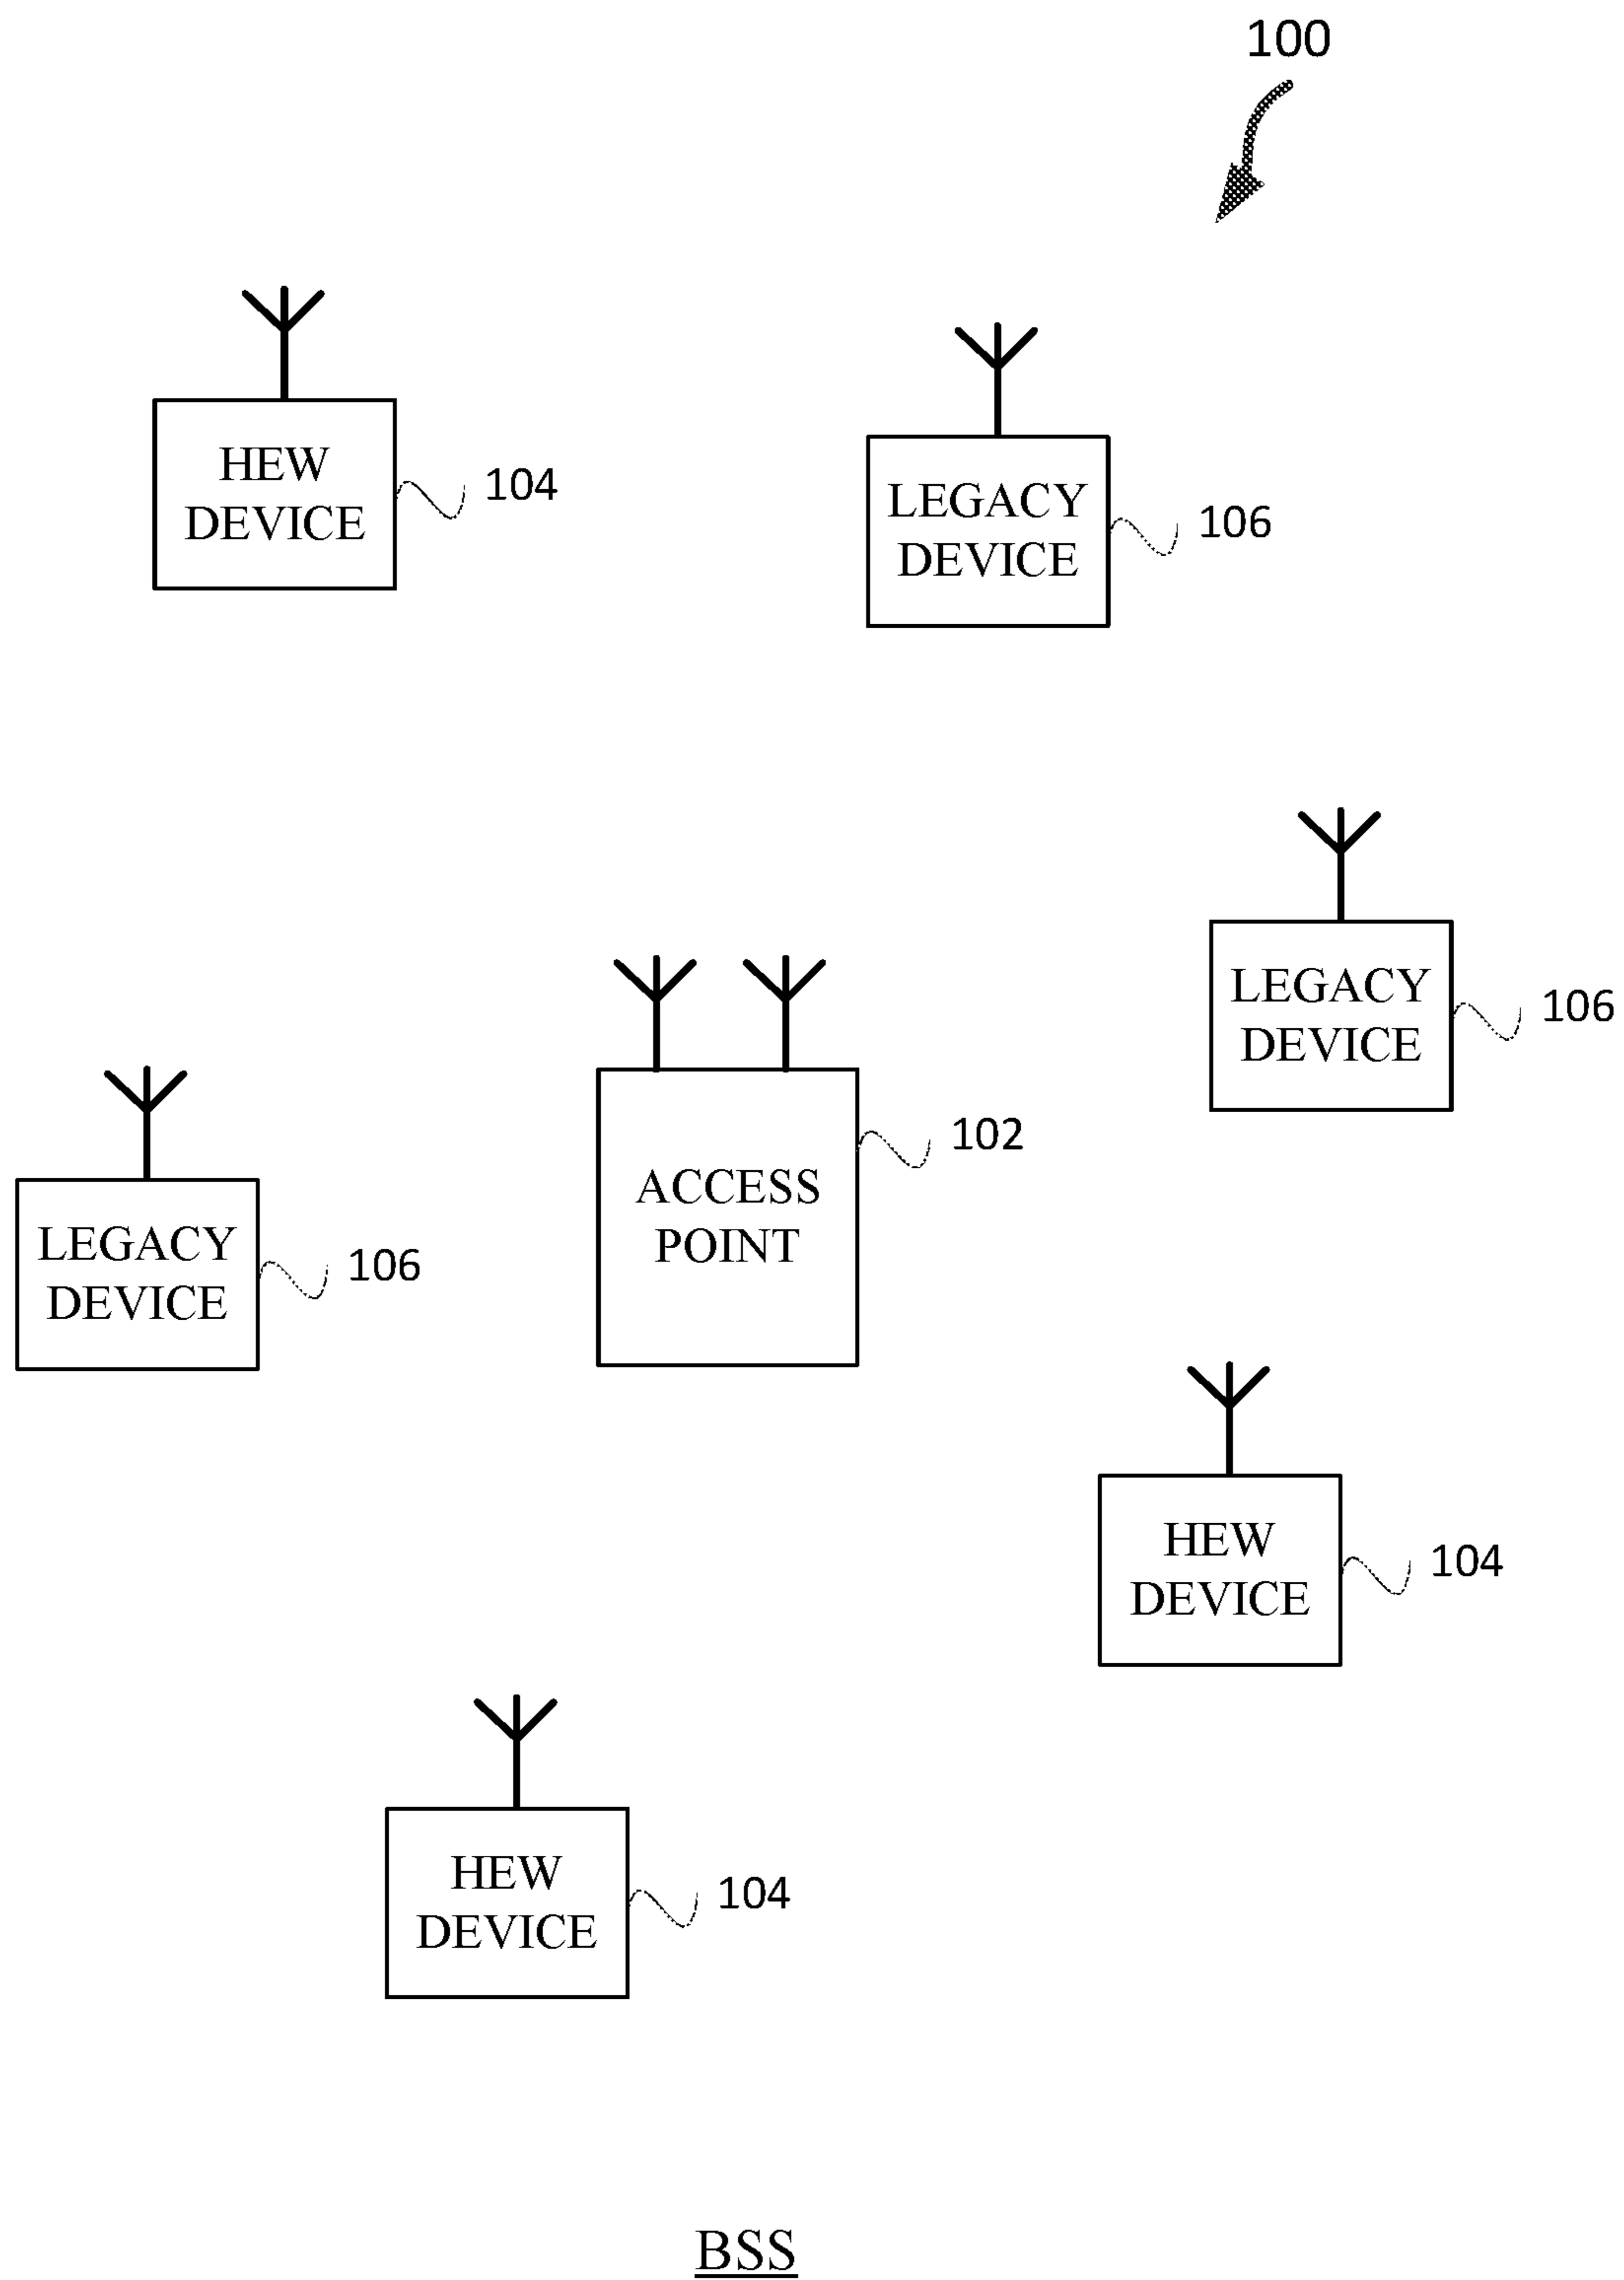 100
HEW
DEVICE
104
LEGACY
DEVICE
106
LEGACY
DEVICE
106
ACCESS
POINT
102
LEGACY
DEVICE
106
HEW
DEVICE
104
HEW
DEVICE
104
BSS